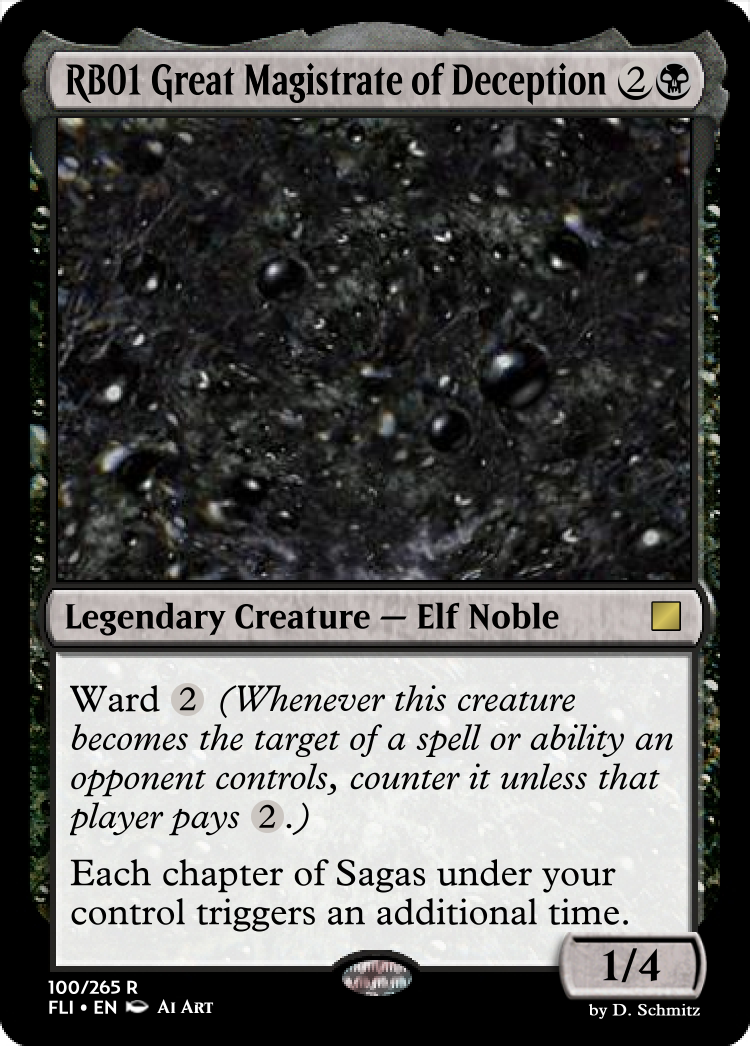 RB01 Great Magistrate of Deception 2
Legendary Creature — Elf Noble
Ward 2 (Whenever this creature
becomes the target of a spell or ability an
opponent controls, counter it unless that
player pays 2.)
Each chapter of Sagas under your
control triggers an additional time.
1/4
100/265 R
FLI • EN AI ART
by D. Schmitz